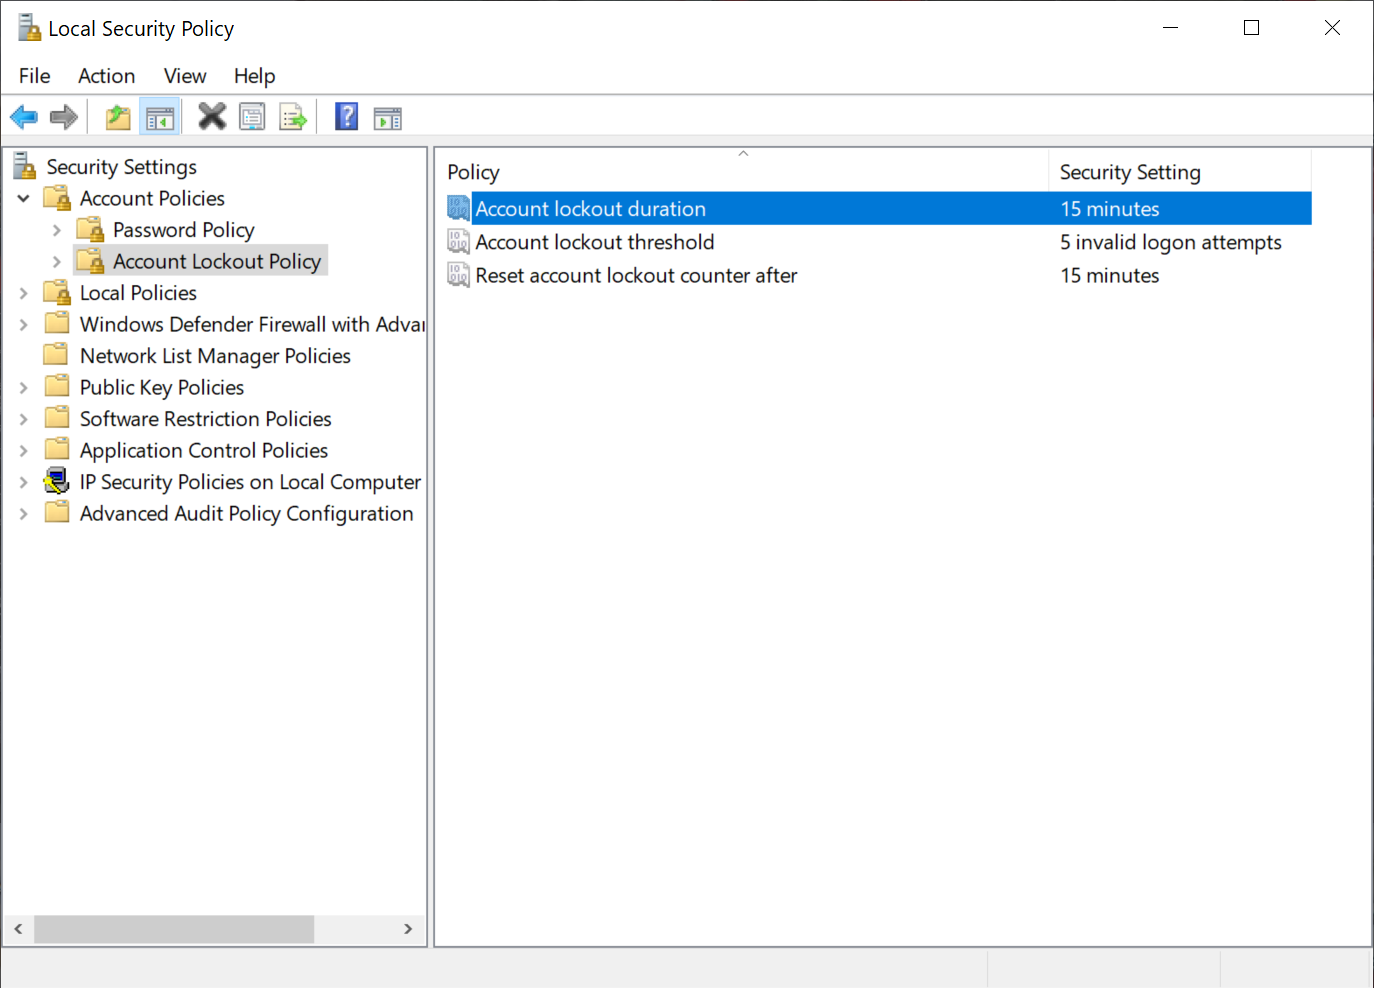 Local Security Policy
File Action View Help
Security Settings
Account Policies
Password Policy
Account Lockout Policy
Local Policies
Windows Defender Firewall with Advan
Network List Manager Policies
Public Key Policies
Software Restriction Policies
Application Control Policies
IP Security Policies on Local Computer
Advanced Audit Policy Configuration
Policy Security Setting
Account lockout duration 15 minutes
Account lockout threshold 5 invalid logon attempts
Reset account lockout counter after 15 minutes